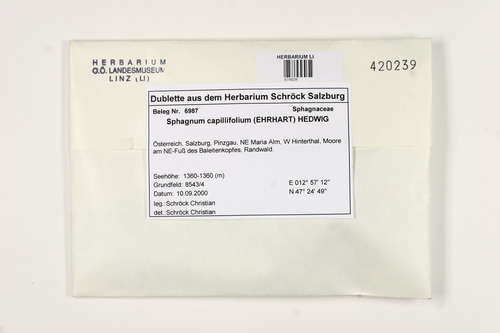 HERBARIUM
O.Ö. LANDESMUSEUM
LINZ (LI)
HERBARIUM LI
420239
Dublette aus dem Herbarium Schröck Salzburg
Beleg Nr. 6987 Sphagnaceae
Sphagnum capillifolium (EHRHART) HEDWIG
Österreich, Salzburg, Pinzgau, NE Maria Alm, W Hinterthal, Moore
am NE-Fuß des Baleitenkopfes, Randwald.
Seehöhe: 1360-1360 (m)
Grundfeld: 8543/4 E 012° 57' 12"
Datum: 10.09.2000 N 47° 24' 49"
leg.:Schröck Christian
det.:Schröck Christian